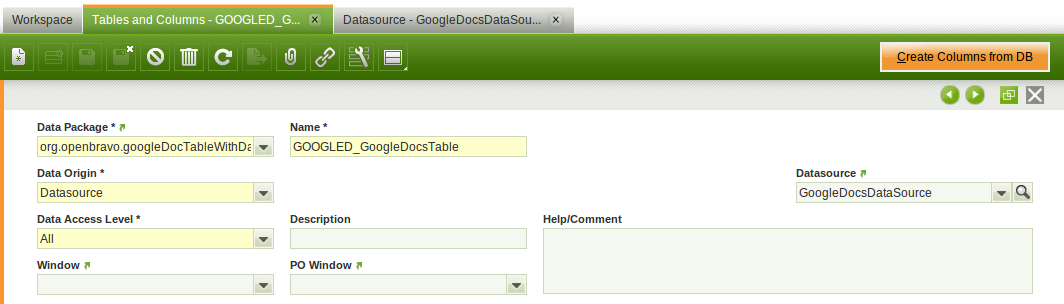 Workspace
Tables and Columns - GOOGLED_G...
Datasource - GoogleDocsDataSou...
Create Columns from DB
Data Package *
Name *
org.openbravo.googleDocTableWithDa
GOOGLED_GoogleDocsTable
Data Origin *
Datasource
Datasource
GoogleDocsDataSource
Data Access Level *
Description
Help/Comment
All
Window
PO Window